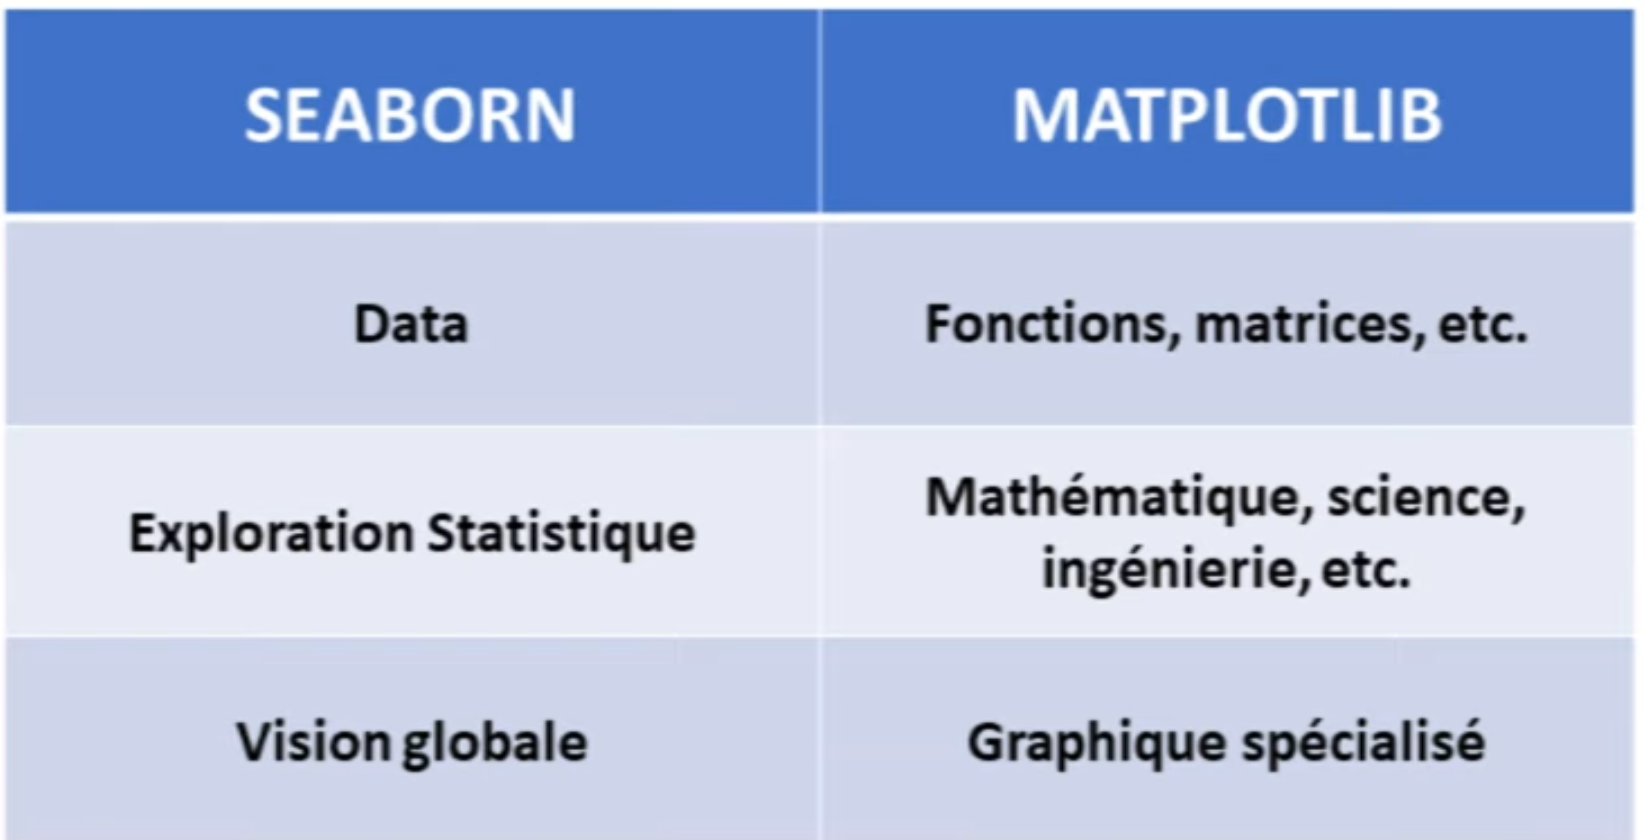 SEABORN
MATPLOTLIB
Data
Fonctions, matrices, etc.
Exploration Statistique
Mathématique, science,
ingénierie, etc.
Vision globale
Graphique spécialisé